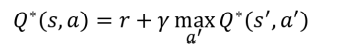 Q*(s, a) = r + γ max Q*(s′, a′)
a′